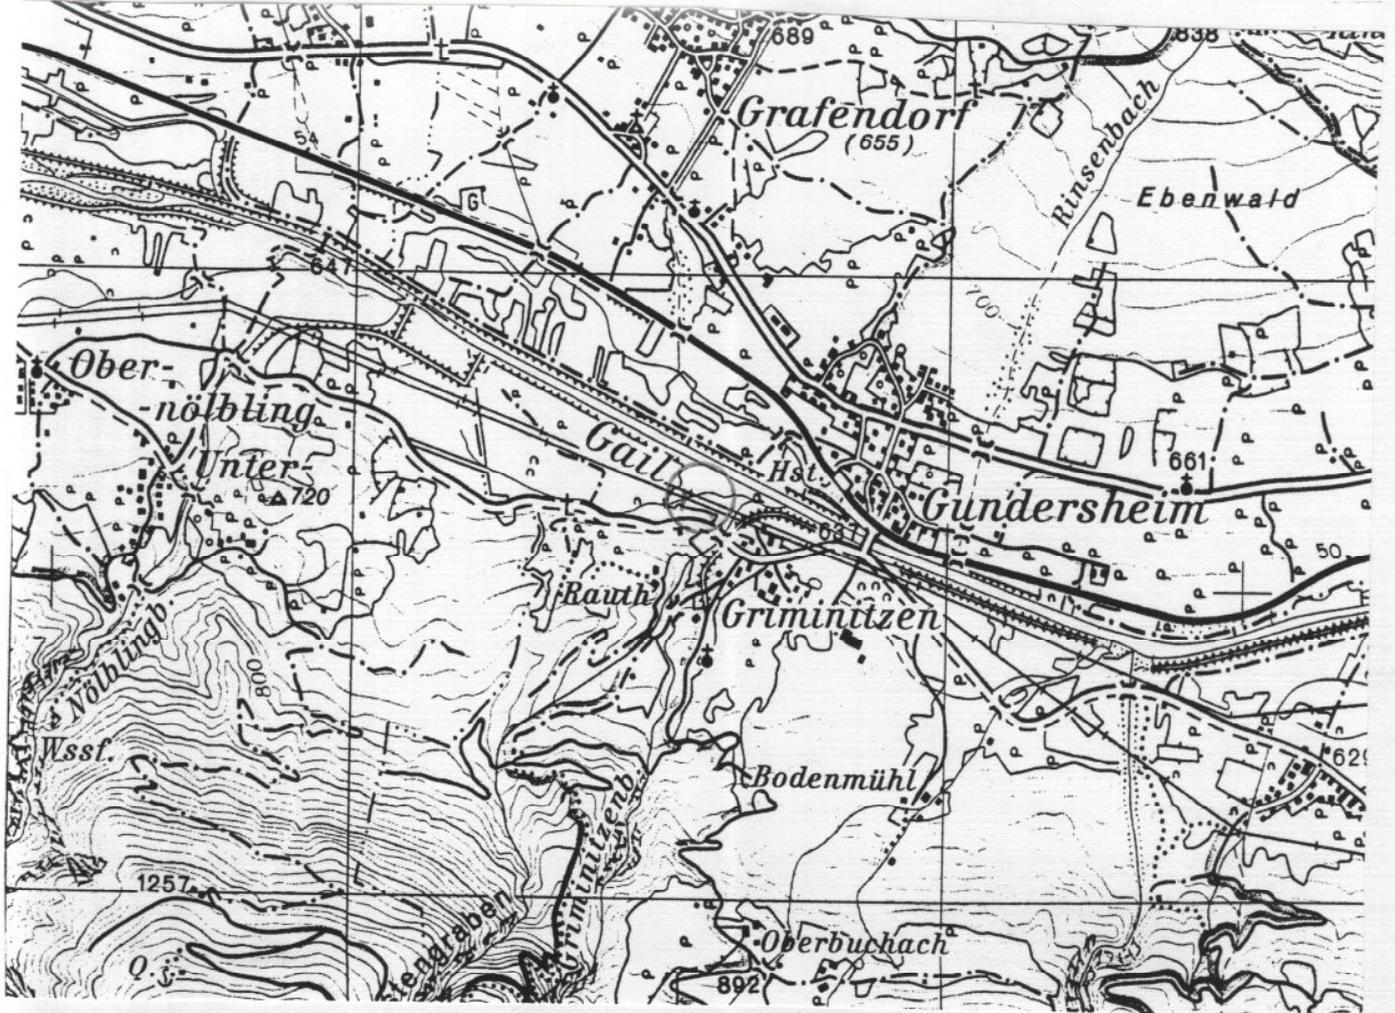 689
838
Grafendorf
(655)
Rinsenbach
Ebenwald
54
G
641
700
Ober-
-nölbling
Unter-
720
Gail
Hst.
661
Gundersheim
631
50
Rauth
Griminitzen
Nölblingb
800
Wssf.
629
Bodenmühl
Griminitzenb
1257
Oberbuchach
892
Q.